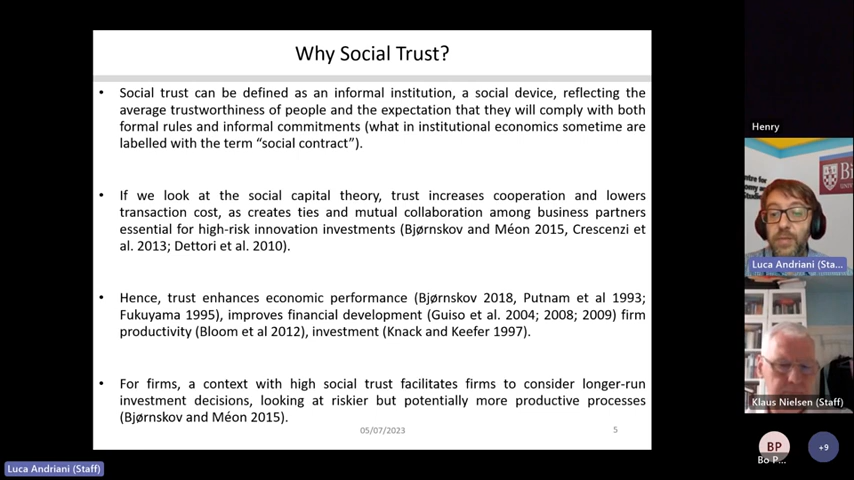 Why Social Trust?
• Social trust can be defined as an informal institution, a social device, reflecting the
average trustworthiness of people and the expectation that they will comply with both
formal rules and informal commitments (what in institutional economics sometime are
labelled with the term “social contract”).
• If we look at the social capital theory, trust increases cooperation and lowers
transaction cost, as creates ties and mutual collaboration among business partners
essential for high-risk innovation investments (Bjørnskov and Méon 2015, Crescenzi et
al. 2013; Dettori et al. 2010).
• Hence, trust enhances economic performance (Bjørnskov 2018, Putnam et al 1993;
Fukuyama 1995), improves financial development (Guiso et al. 2004; 2008; 2009) firm
productivity (Bloom et al 2012), investment (Knack and Keefer 1997).
• For firms, a context with high social trust facilitates firms to consider longer-run
investment decisions, looking at riskier but potentially more productive processes
(Bjørnskov and Méon 2015).
05/07/2023
5
Henry
Luca Andriani (Sta...
Klaus Nielsen (Staff)
BP
Bo P...
+9
Luca Andriani (Staff)